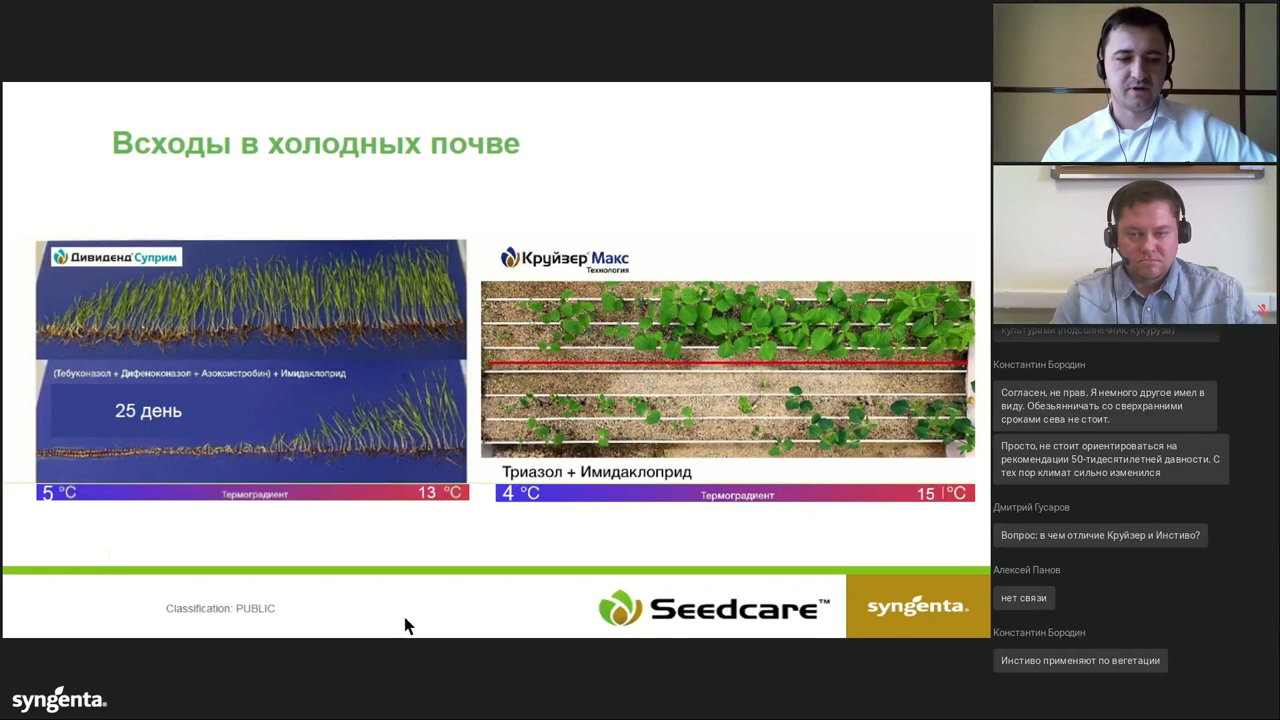 Всходы в холодных почве
Дивиденд Суприм
(Тебуконазол + Дифеноконазол + Азоксистробин) + Имидаклоприд
25 день
5 °C Термоградиент 13 °C
Круйзер Макс
Технология
Триазол + Имидаклоприд
4 °C Термоградиент 15 °C
Classification: PUBLIC
Seedcare™
syngenta.
syngenta.
культурами (подсолнечник, кукуруза)
Константин Бородин
Согласен, не прав. Я немного другое имел в
виду. Обезьянничать со сверхранними
сроками сева не стоит.
Просто, не стоит ориентироваться на
рекомендации 50-тидесятилетней давности. С
тех пор климат сильно изменился
Дмитрий Гусаров
Вопрос: в чем отличие Круйзер и Инстиво?
Алексей Панов
нет связи
Константин Бородин
Инстиво применяют по вегетации